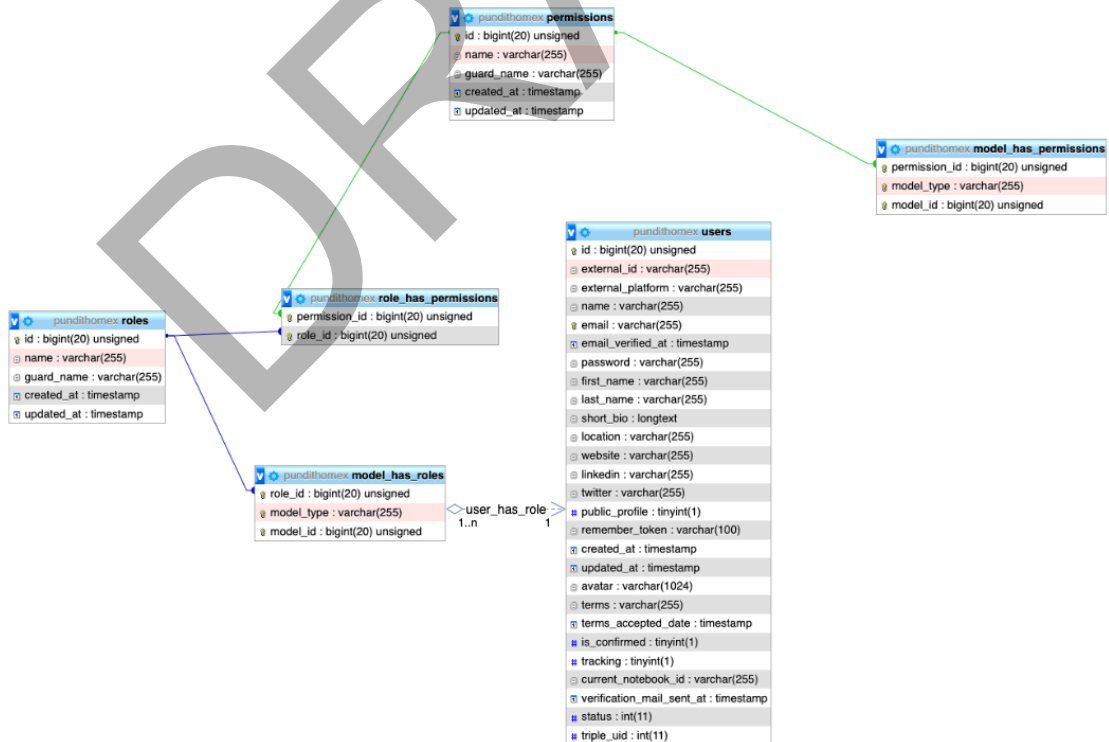 pundithomex permissions
id : bigint(20) unsigned
name : varchar(255)
guard_name : varchar(255)
created_at : timestamp
updated_at : timestamp
pundithomex model_has_permissions
permission_id : bigint(20) unsigned
model_type : varchar(255)
model_id : bigint(20) unsigned
pundithomex role_has_permissions
permission_id : bigint(20) unsigned
role_id : bigint(20) unsigned
pundithomex roles
id : bigint(20) unsigned
name : varchar(255)
guard_name : varchar(255)
created_at : timestamp
updated_at : timestamp
pundithomex model_has_roles
role_id : bigint(20) unsigned
model_type : varchar(255)
model_id : bigint(20) unsigned
user_has_role
1..n 1
pundithomex users
id : bigint(20) unsigned
external_id : varchar(255)
external_platform : varchar(255)
name : varchar(255)
email : varchar(255)
email_verified_at : timestamp
password : varchar(255)
first_name : varchar(255)
last_name : varchar(255)
short_bio : longtext
location : varchar(255)
website : varchar(255)
linkedin : varchar(255)
twitter : varchar(255)
public_profile : tinyint(1)
remember_token : varchar(100)
created_at : timestamp
updated_at : timestamp
avatar : varchar(1024)
terms : varchar(255)
terms_accepted_date : timestamp
is_confirmed : tinyint(1)
tracking : tinyint(1)
current_notebook_id : varchar(255)
verification_mail_sent_at : timestamp
status : int(11)
triple_uid : int(11)